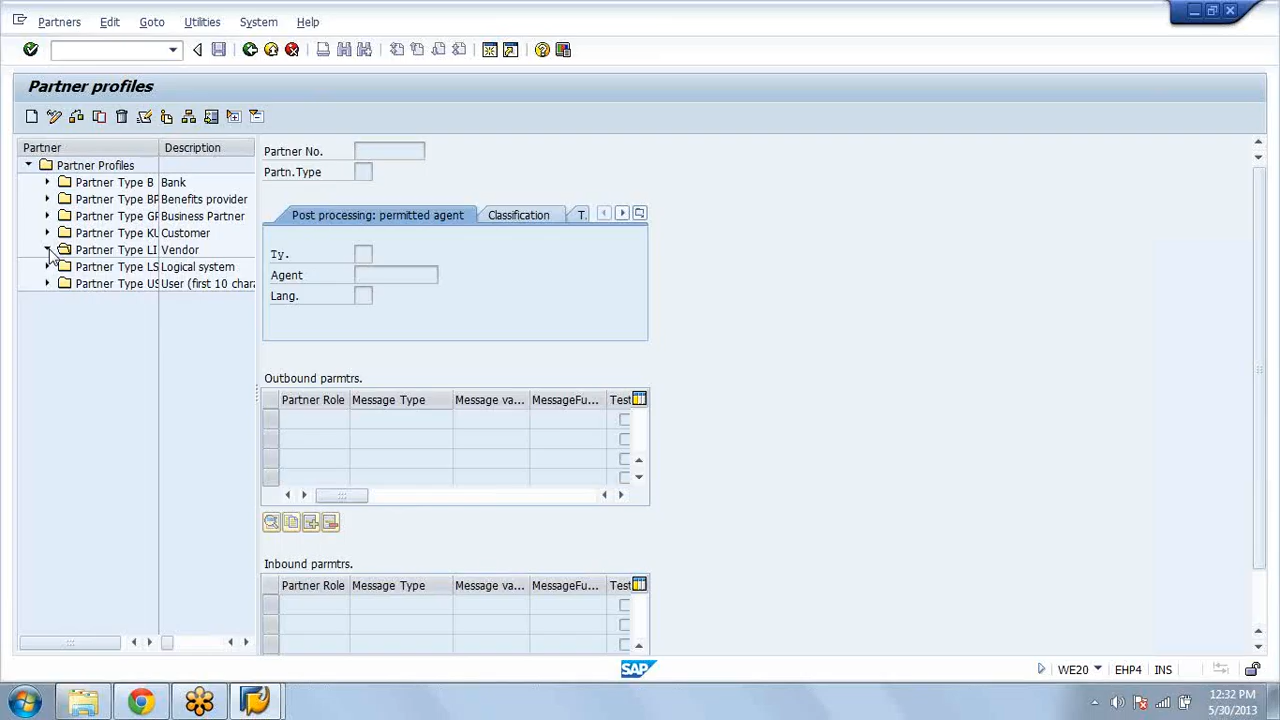 Partners Edit Goto Utilities System Help
Partner profiles
Partner Description
Partner Profiles
Partner Type B Bank
Partner Type BP Benefits provider
Partner Type GP Business Partner
Partner Type KU Customer
Partner Type LI Vendor
Partner Type LS Logical system
Partner Type US User (first 10 chara
Partner No.
Partn.Type
Post processing: permitted agent Classification T.
Ty.
Agent
Lang.
Outbound parmtrs.
Partner Role Message Type Message va... MessageFu... Test
Inbound parmtrs.
Partner Role Message Type Message va... MessageFu... Test
SAP
WE20 EHP4 INS
12:32 PM
5/30/2013